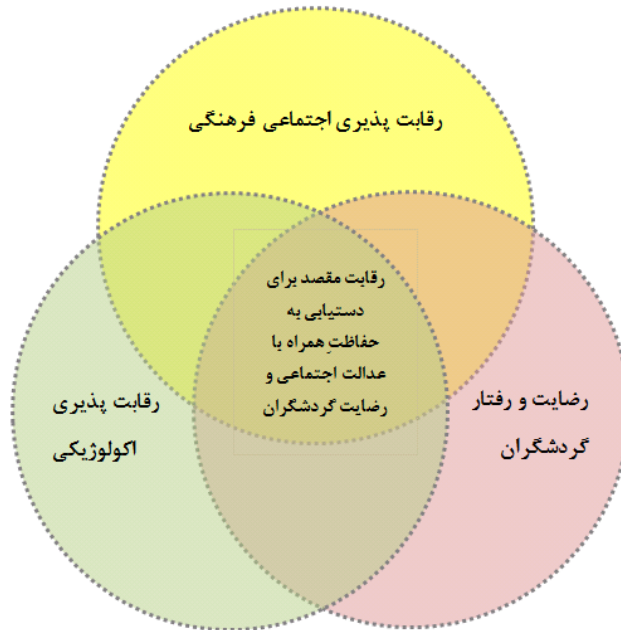 رقابت پذیری اجتماعی فرهنگی
رقابت مقصد برای
دستیابی به
حفاظتِ همراه با
عدالت اجتماعی و
رضایت گردشگران
رضایت و رفتار
گردشگران
رقابت پذیری
اکولوژیکی